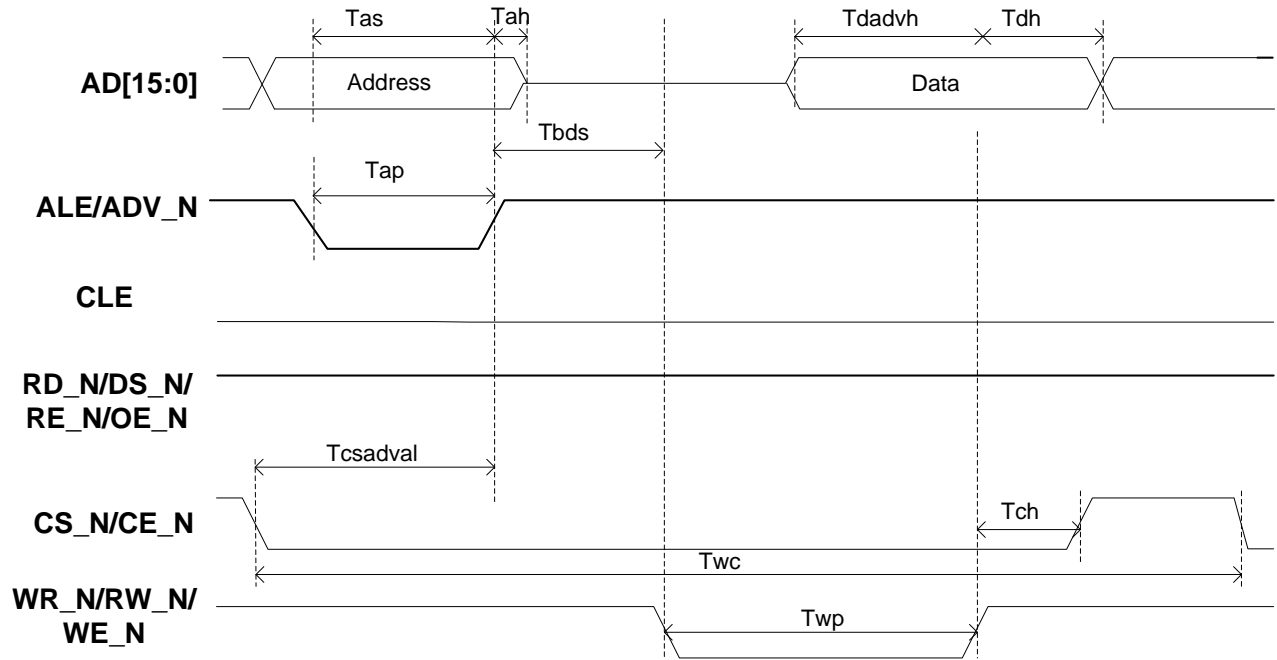 Tas Tah Tdadvh Tdh
AD[15:0] Address Data
Tbds
Tap
ALE/ADV_N
CLE
RD_N/DS_N/
RE_N/OE_N
Tcsadval
CS_N/CE_N Tch
Twc
WR_N/RW_N/
WE_N Twp